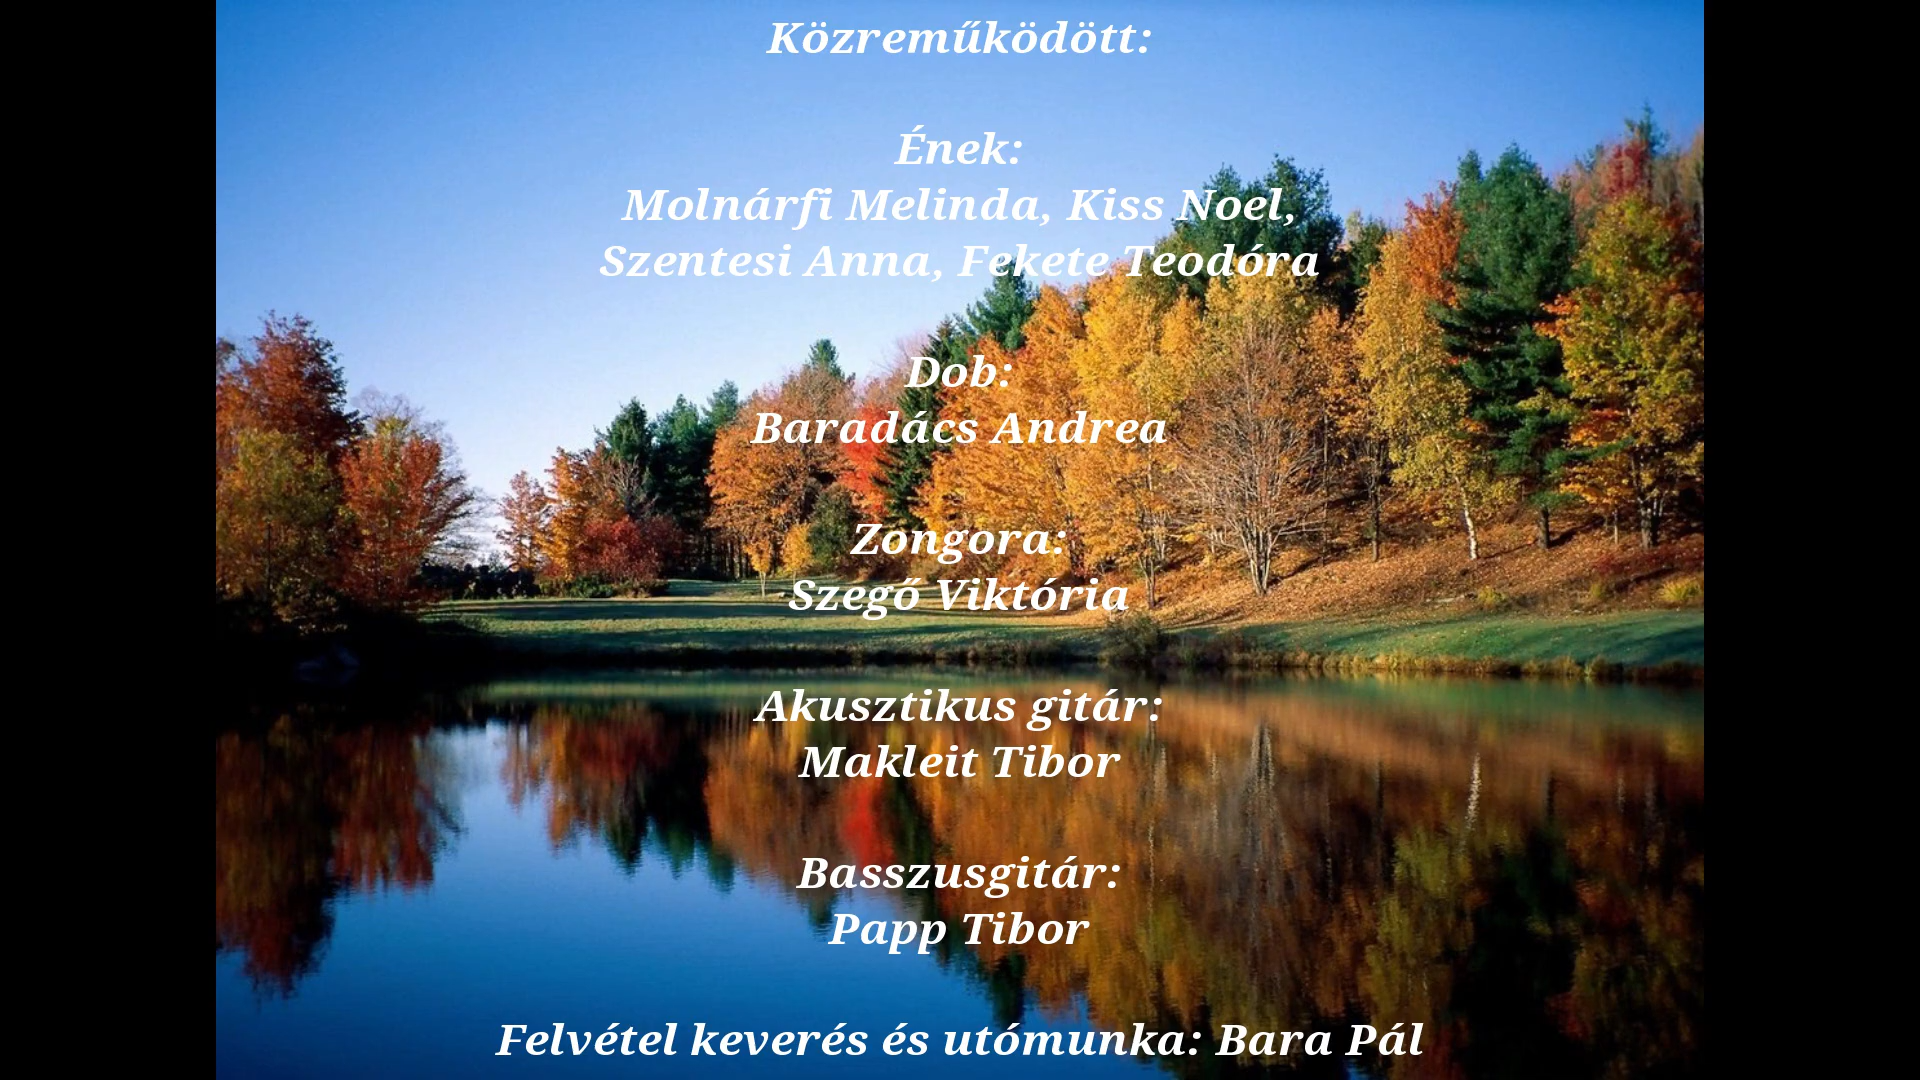 Közreműködött:
Ének:
Molnárfi Melinda, Kiss Noel,
Szentesi Anna, Fekete Teodóra
Dob:
Baradács Andrea
Zongora:
Szegő Viktória
Akusztikus gitár:
Makleit Tibor
Basszusgitár:
Papp Tibor
Felvétel keverés és utómunka: Bara Pál